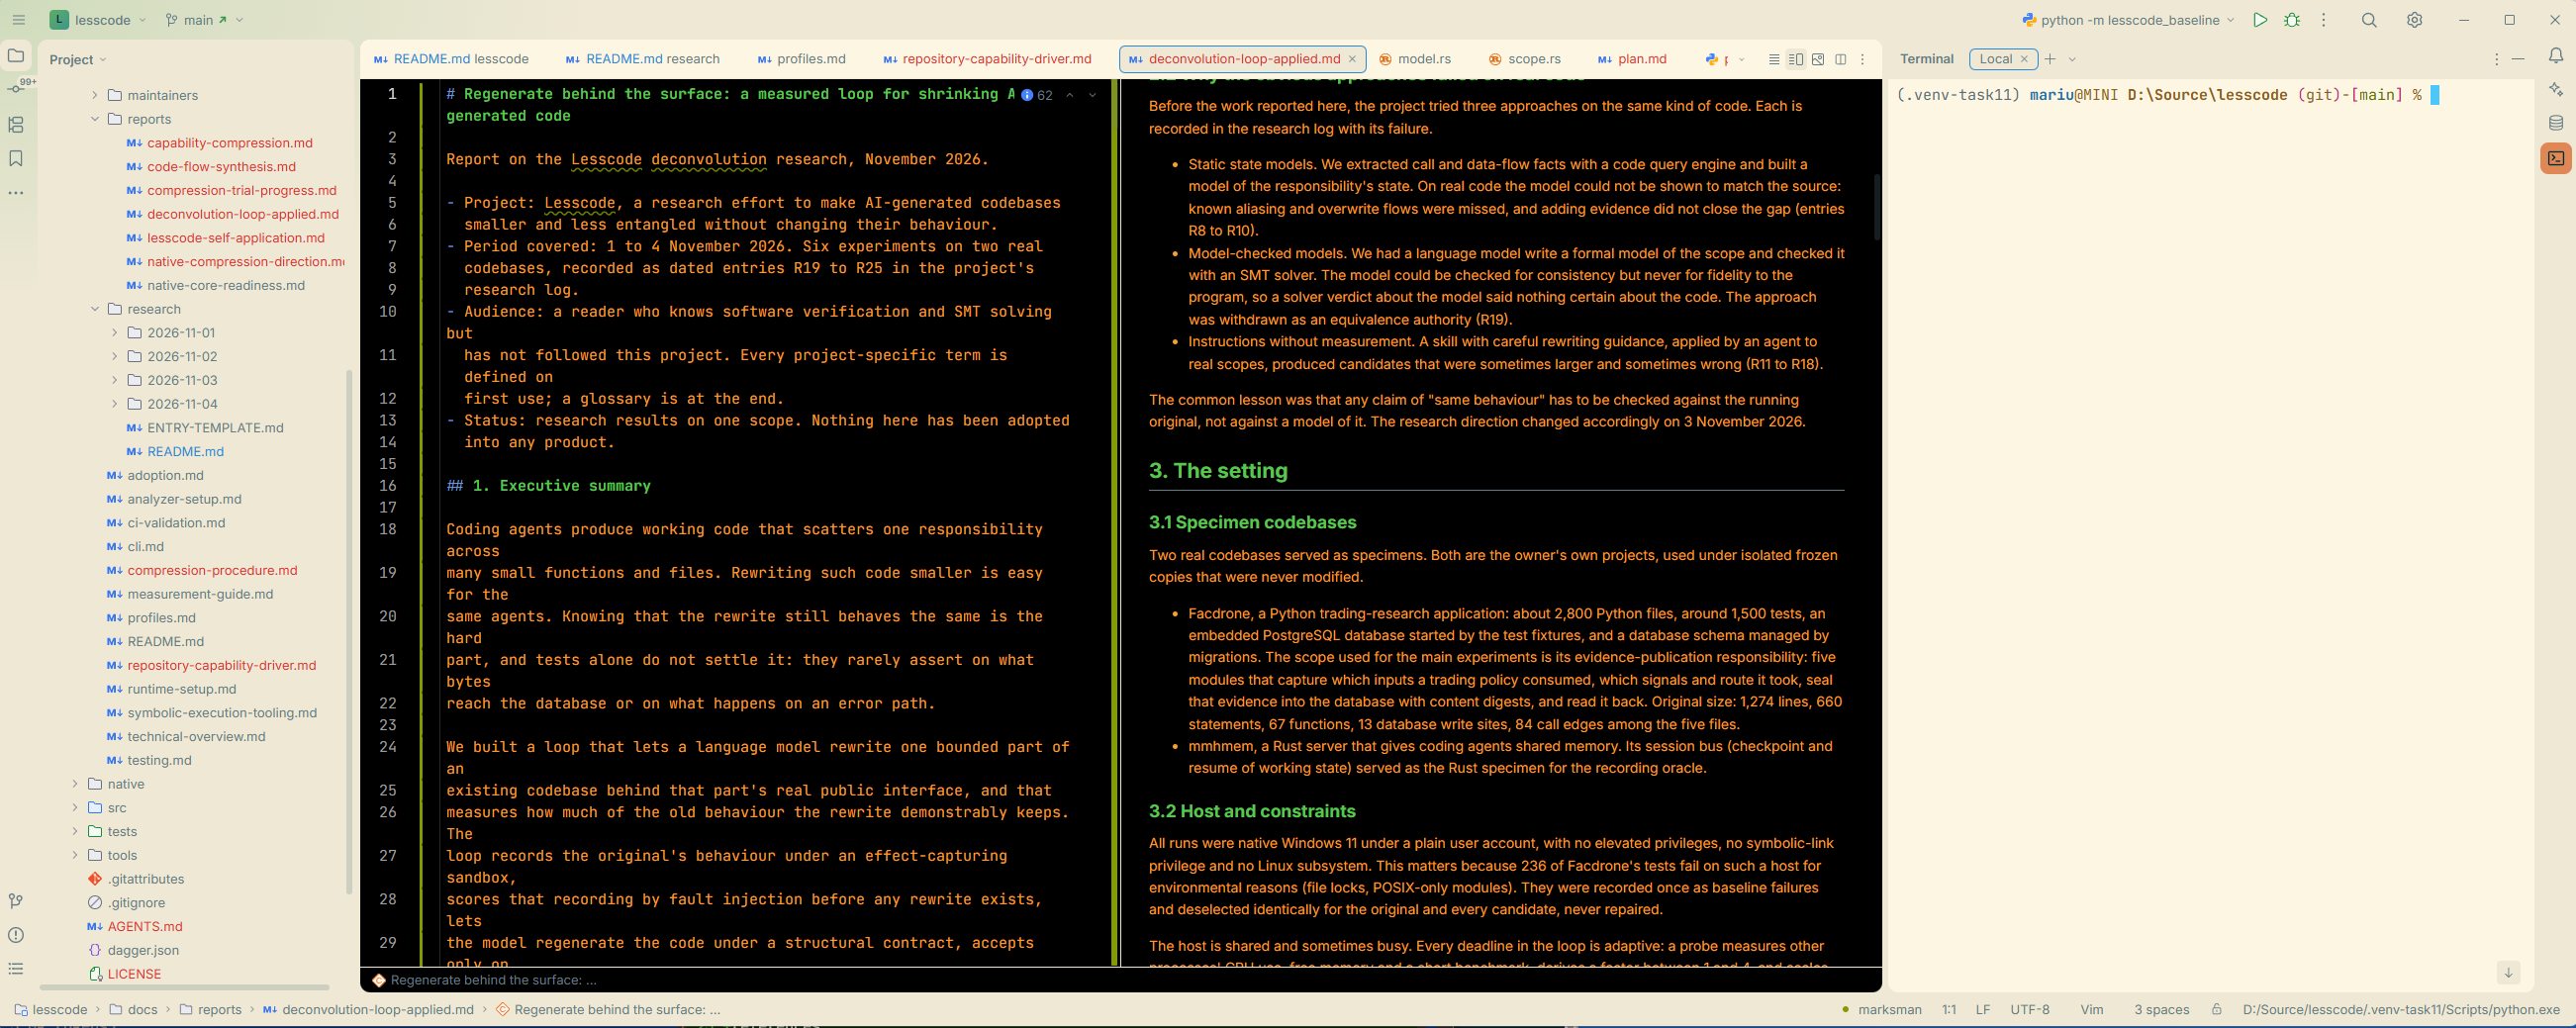 L lesscode
main
python -m lesscode_baseline
99+
Project
maintainers
reports
capability-compression.md
code-flow-synthesis.md
compression-trial-progress.md
deconvolution-loop-applied.md
lesscode-self-application.md
native-compression-direction.m
native-core-readiness.md
research
2026-11-01
2026-11-02
2026-11-03
2026-11-04
ENTRY-TEMPLATE.md
README.md
adoption.md
analyzer-setup.md
ci-validation.md
cli.md
compression-procedure.md
measurement-guide.md
profiles.md
README.md
repository-capability-driver.md
runtime-setup.md
symbolic-execution-tooling.md
technical-overview.md
testing.md
native
src
tests
tools
.gitattributes
.gitignore
AGENTS.md
dagger.json
LICENSE
README.md lesscode
README.md research
profiles.md
repository-capability-driver.md
deconvolution-loop-applied.md
model.rs
scope.rs
plan.md
62
1 # Regenerate behind the surface: a measured loop for shrinking A
generated code
2
3 Report on the Lesscode deconvolution research, November 2026.
4
5 - Project: Lesscode, a research effort to make AI-generated codebases
6 smaller and less entangled without changing their behaviour.
7 - Period covered: 1 to 4 November 2026. Six experiments on two real
8 codebases, recorded as dated entries R19 to R25 in the project's
9 research log.
10 - Audience: a reader who knows software verification and SMT solving
but
11 has not followed this project. Every project-specific term is
defined on
12 first use; a glossary is at the end.
13 - Status: research results on one scope. Nothing here has been adopted
14 into any product.
15
16 ## 1. Executive summary
17
18 Coding agents produce working code that scatters one responsibility
across
19 many small functions and files. Rewriting such code smaller is easy
for the
20 same agents. Knowing that the rewrite still behaves the same is the
hard
21 part, and tests alone do not settle it: they rarely assert on what
bytes
22 reach the database or on what happens on an error path.
23
24 We built a loop that lets a language model rewrite one bounded part of
an
25 existing codebase behind that part's real public interface, and that
26 measures how much of the old behaviour the rewrite demonstrably keeps.
The
27 loop records the original's behaviour under an effect-capturing
sandbox,
28 scores that recording by fault injection before any rewrite exists,
lets
29 the model regenerate the code under a structural contract, accepts
only on
Regenerate behind the surface: ...
Before the work reported here, the project tried three approaches on the same kind of code. Each is
recorded in the research log with its failure.
• Static state models. We extracted call and data-flow facts with a code query engine and built a
model of the responsibility's state. On real code the model could not be shown to match the source:
known aliasing and overwrite flows were missed, and adding evidence did not close the gap (entries
R8 to R10).
• Model-checked models. We had a language model write a formal model of the scope and checked it
with an SMT solver. The model could be checked for consistency but never for fidelity to the
program, so a solver verdict about the model said nothing certain about the code. The approach
was withdrawn as an equivalence authority (R19).
• Instructions without measurement. A skill with careful rewriting guidance, applied by an agent to
real scopes, produced candidates that were sometimes larger and sometimes wrong (R11 to R18).
The common lesson was that any claim of "same behaviour" has to be checked against the running
original, not against a model of it. The research direction changed accordingly on 3 November 2026.
3. The setting
3.1 Specimen codebases
Two real codebases served as specimens. Both are the owner's own projects, used under isolated frozen
copies that were never modified.
• Facdrone, a Python trading-research application: about 2,800 Python files, around 1,500 tests, an
embedded PostgreSQL database started by the test fixtures, and a database schema managed by
migrations. The scope used for the main experiments is its evidence-publication responsibility: five
modules that capture which inputs a trading policy consumed, which signals and route it took, seal
that evidence into the database with content digests, and read it back. Original size: 1,274 lines, 660
statements, 67 functions, 13 database write sites, 84 call edges among the five files.
• mmhmem, a Rust server that gives coding agents shared memory. Its session bus (checkpoint and
resume of working state) served as the Rust specimen for the recording oracle.
3.2 Host and constraints
All runs were native Windows 11 under a plain user account, with no elevated privileges, no symbolic-link
privilege and no Linux subsystem. This matters because 236 of Facdrone's tests fail on such a host for
environmental reasons (file locks, POSIX-only modules). They were recorded once as baseline failures
and deselected identically for the original and every candidate, never repaired.
The host is shared and sometimes busy. Every deadline in the loop is adaptive: a probe measures other
Terminal
Local
(.venv-task11) mariu@MINI D:\Source\lesscode (git)-[main] %
lesscode > docs > reports > deconvolution-loop-applied.md > Regenerate behind the surface: ...
marksman
1:1
LF
UTF-8
Vim
3 spaces
D:/Source/lesscode/.venv-task11/Scripts/python.exe